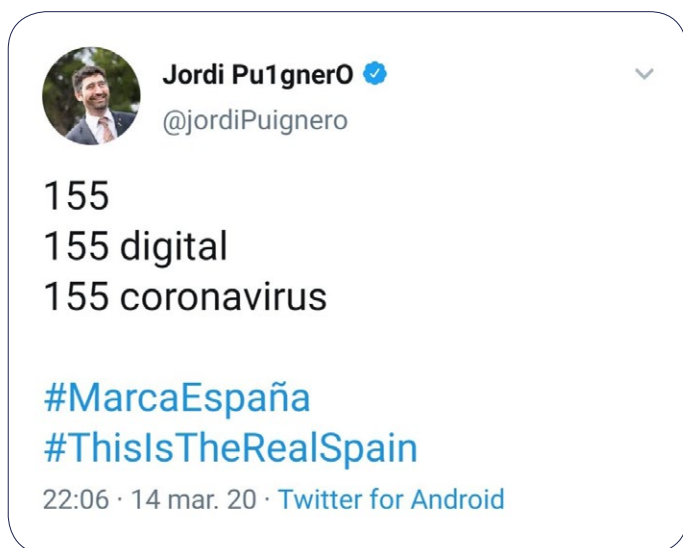 Jordi Pu1gnerO
@jordiPuignero
155
155 digital
155 coronavirus
#MarcaEspaña
#ThisIsTheRealSpain
22:06 · 14 mar. 20 · Twitter for Android